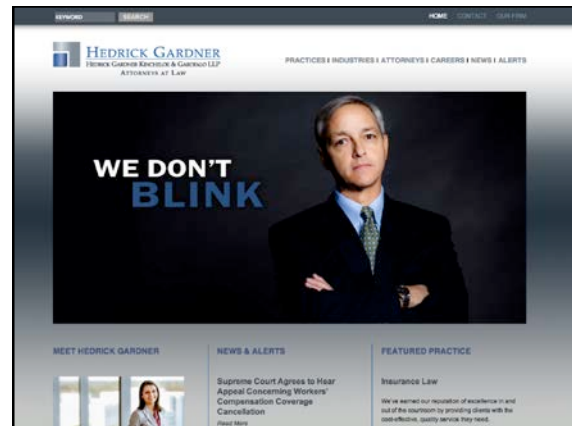 KEYWORD SEARCH HOME CONTACT OUR FIRM
HEDRICK GARDNER
HEDRICK GARDNER KINCHELOE & GAROFALO LLP
ATTORNEYS AT LAW
PRACTICES I INDUSTRIES I ATTORNEYS I CAREERS I NEWS I ALERTS
WE DON'T
BLINK
MEET HEDRICK GARDNER
NEWS & ALERTS
Supreme Court Agrees to Hear
Appeal Concerning Workers'
Compensation Coverage
Cancellation
Read More
FEATURED PRACTICE
Insurance Law
We've earned our reputation of excellence in and
out of the courtroom by providing clients with the
cost-effective, quality service they need.